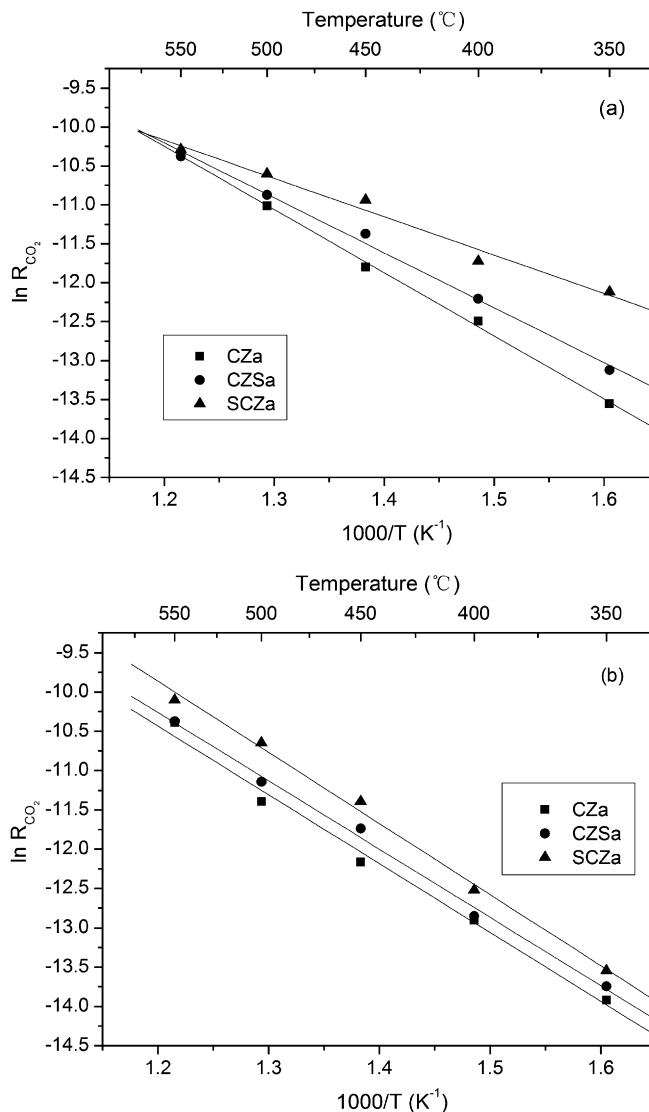 Temperature (℃)
550 500 450 400 350
(a)
-9.5
-10.0
-10.5
-11.0
-11.5
-12.0
-12.5
-13.0
-13.5
-14.0
-14.5
ln R_CO₂
CZa
CZSa
SCZa
1.2 1.3 1.4 1.5 1.6
1000/T (K⁻¹)
Temperature (℃)
550 500 450 400 350
(b)
-9.5
-10.0
-10.5
-11.0
-11.5
-12.0
-12.5
-13.0
-13.5
-14.0
-14.5
ln R_CO₂
CZa
CZSa
SCZa
1.2 1.3 1.4 1.5 1.6
1000/T (K⁻¹)